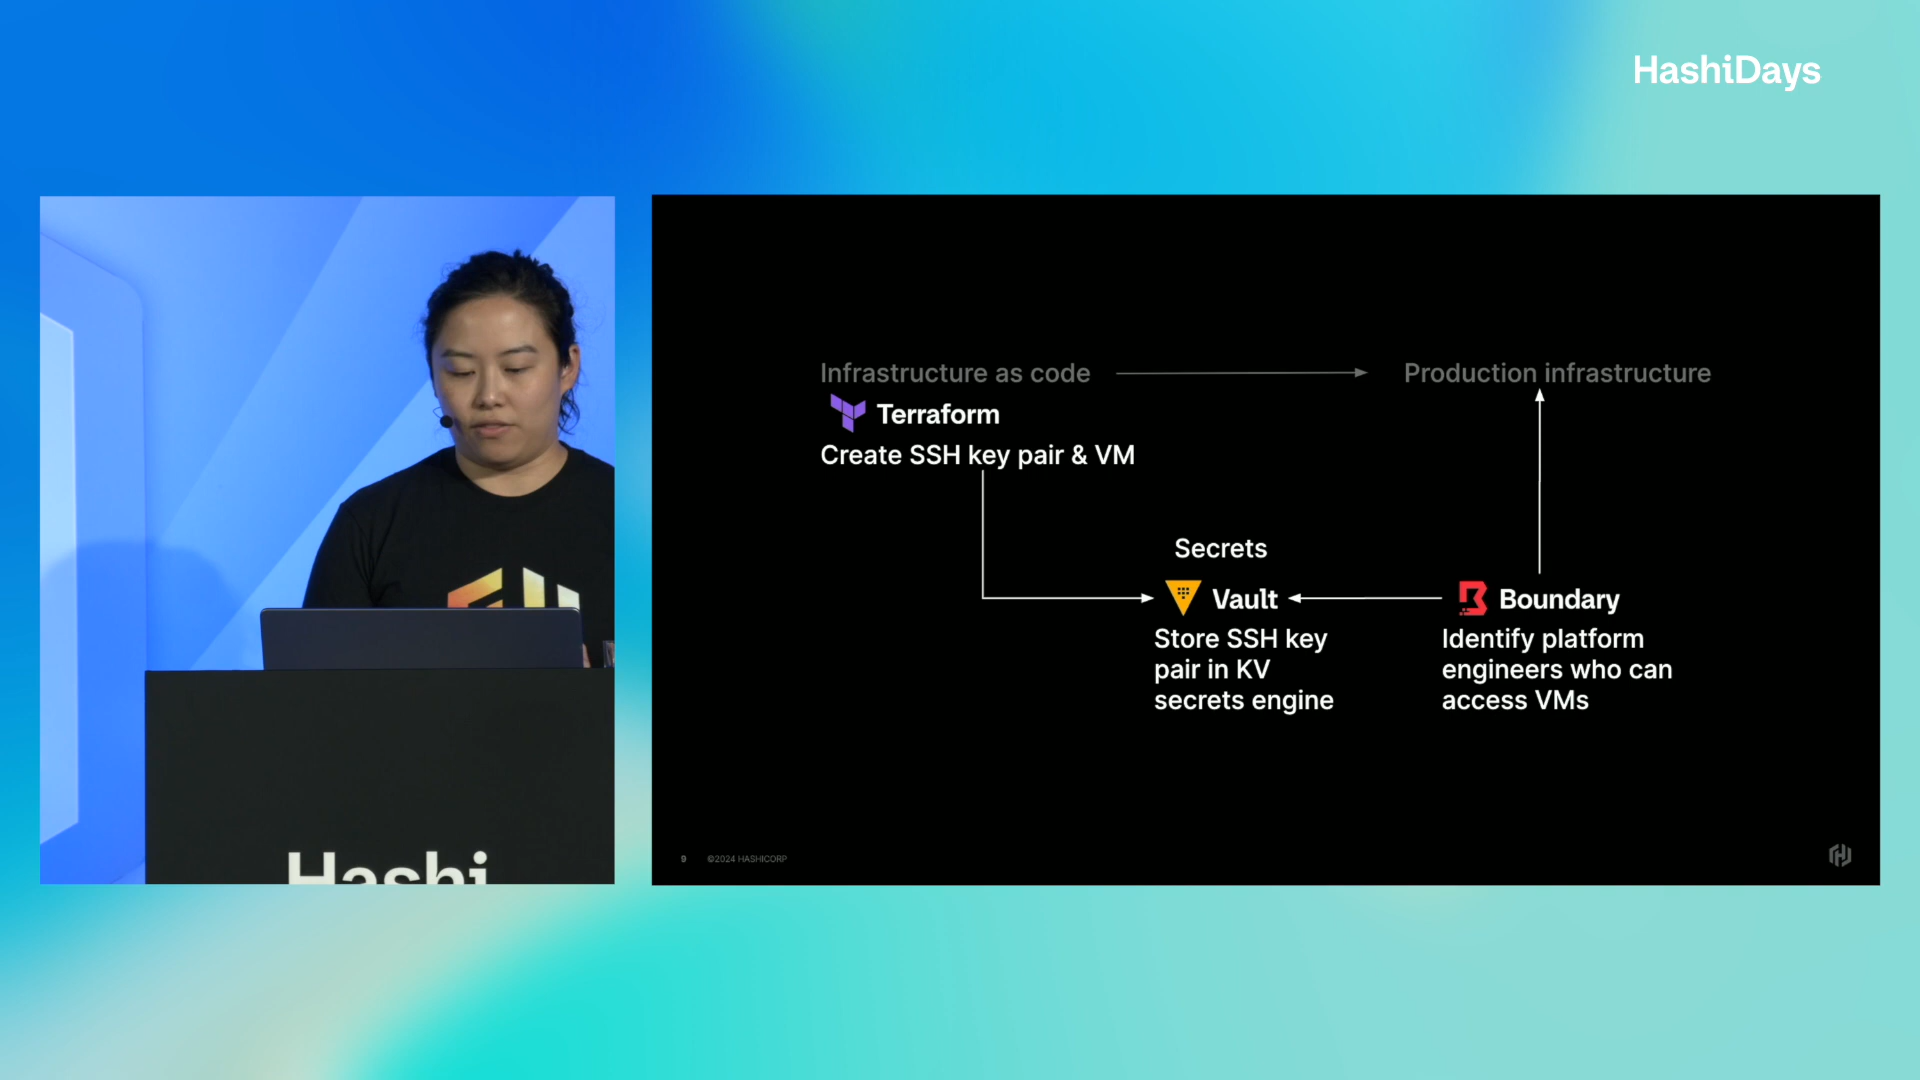 HashiDays
Infrastructure as code
Production infrastructure
Terraform
Create SSH key pair & VM
Secrets
Vault
Store SSH key
pair in KV
secrets engine
Boundary
Identify platform
engineers who can
access VMs
9 ©2024 HASHICORP
Hashi